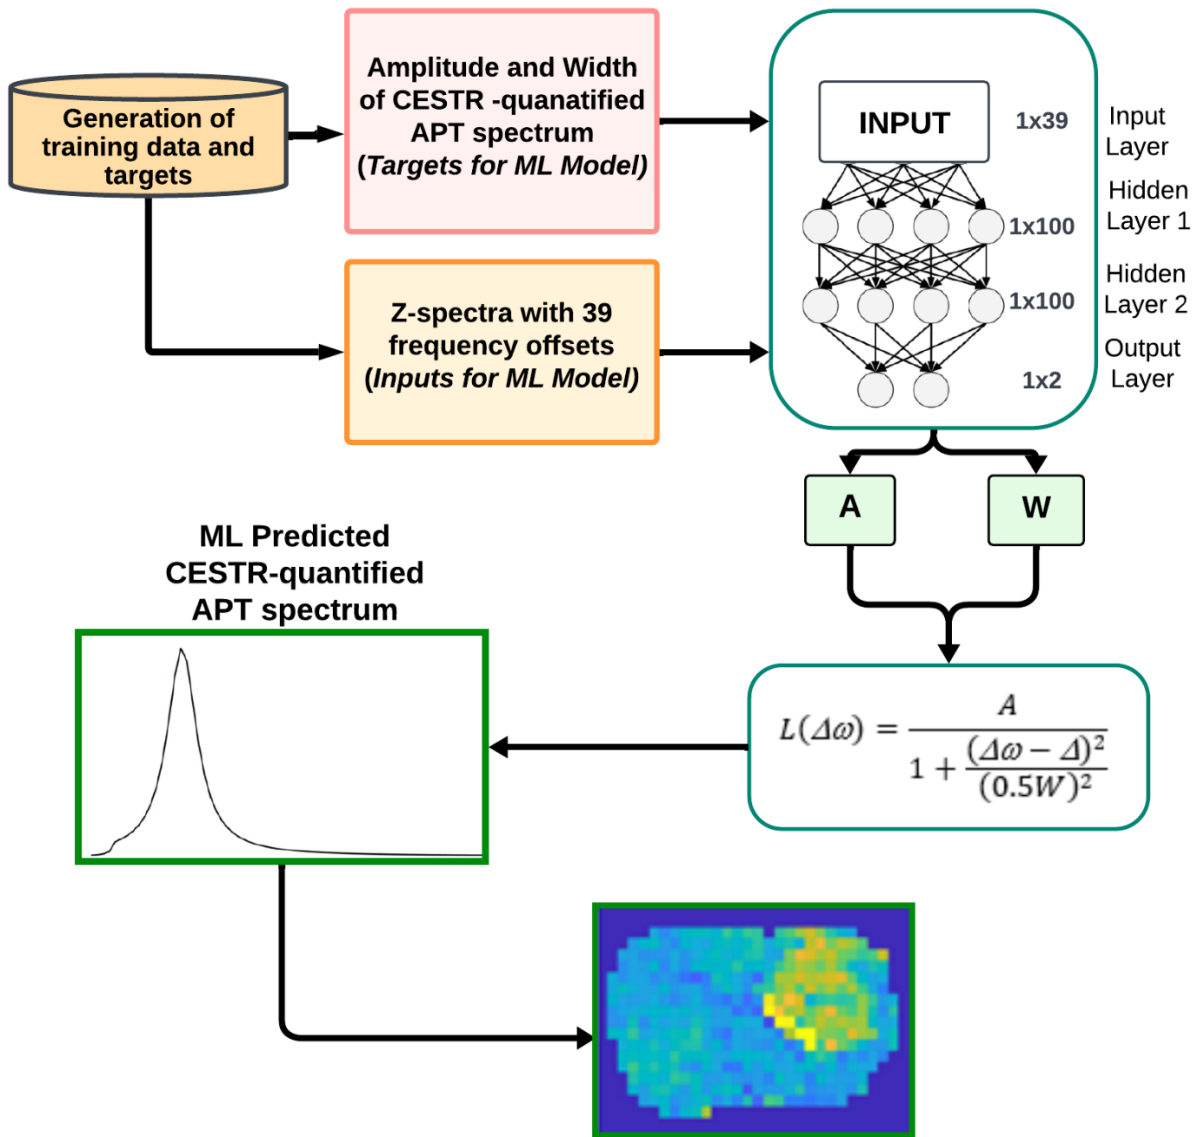 Generation of
training data and
targets
Amplitude and Width
of CESTR -quanatified
APT spectrum
(Targets for ML Model)
Z-spectra with 39
frequency offsets
(Inputs for ML Model)
INPUT
1x39
Input
Layer
Hidden
Layer 1
1x100
Hidden
Layer 2
1x100
Output
Layer
1x2
A
W
L(Δω) = A / 1 + (Δω − Δ)² / (0.5W)²
ML Predicted
CESTR-quantified
APT spectrum